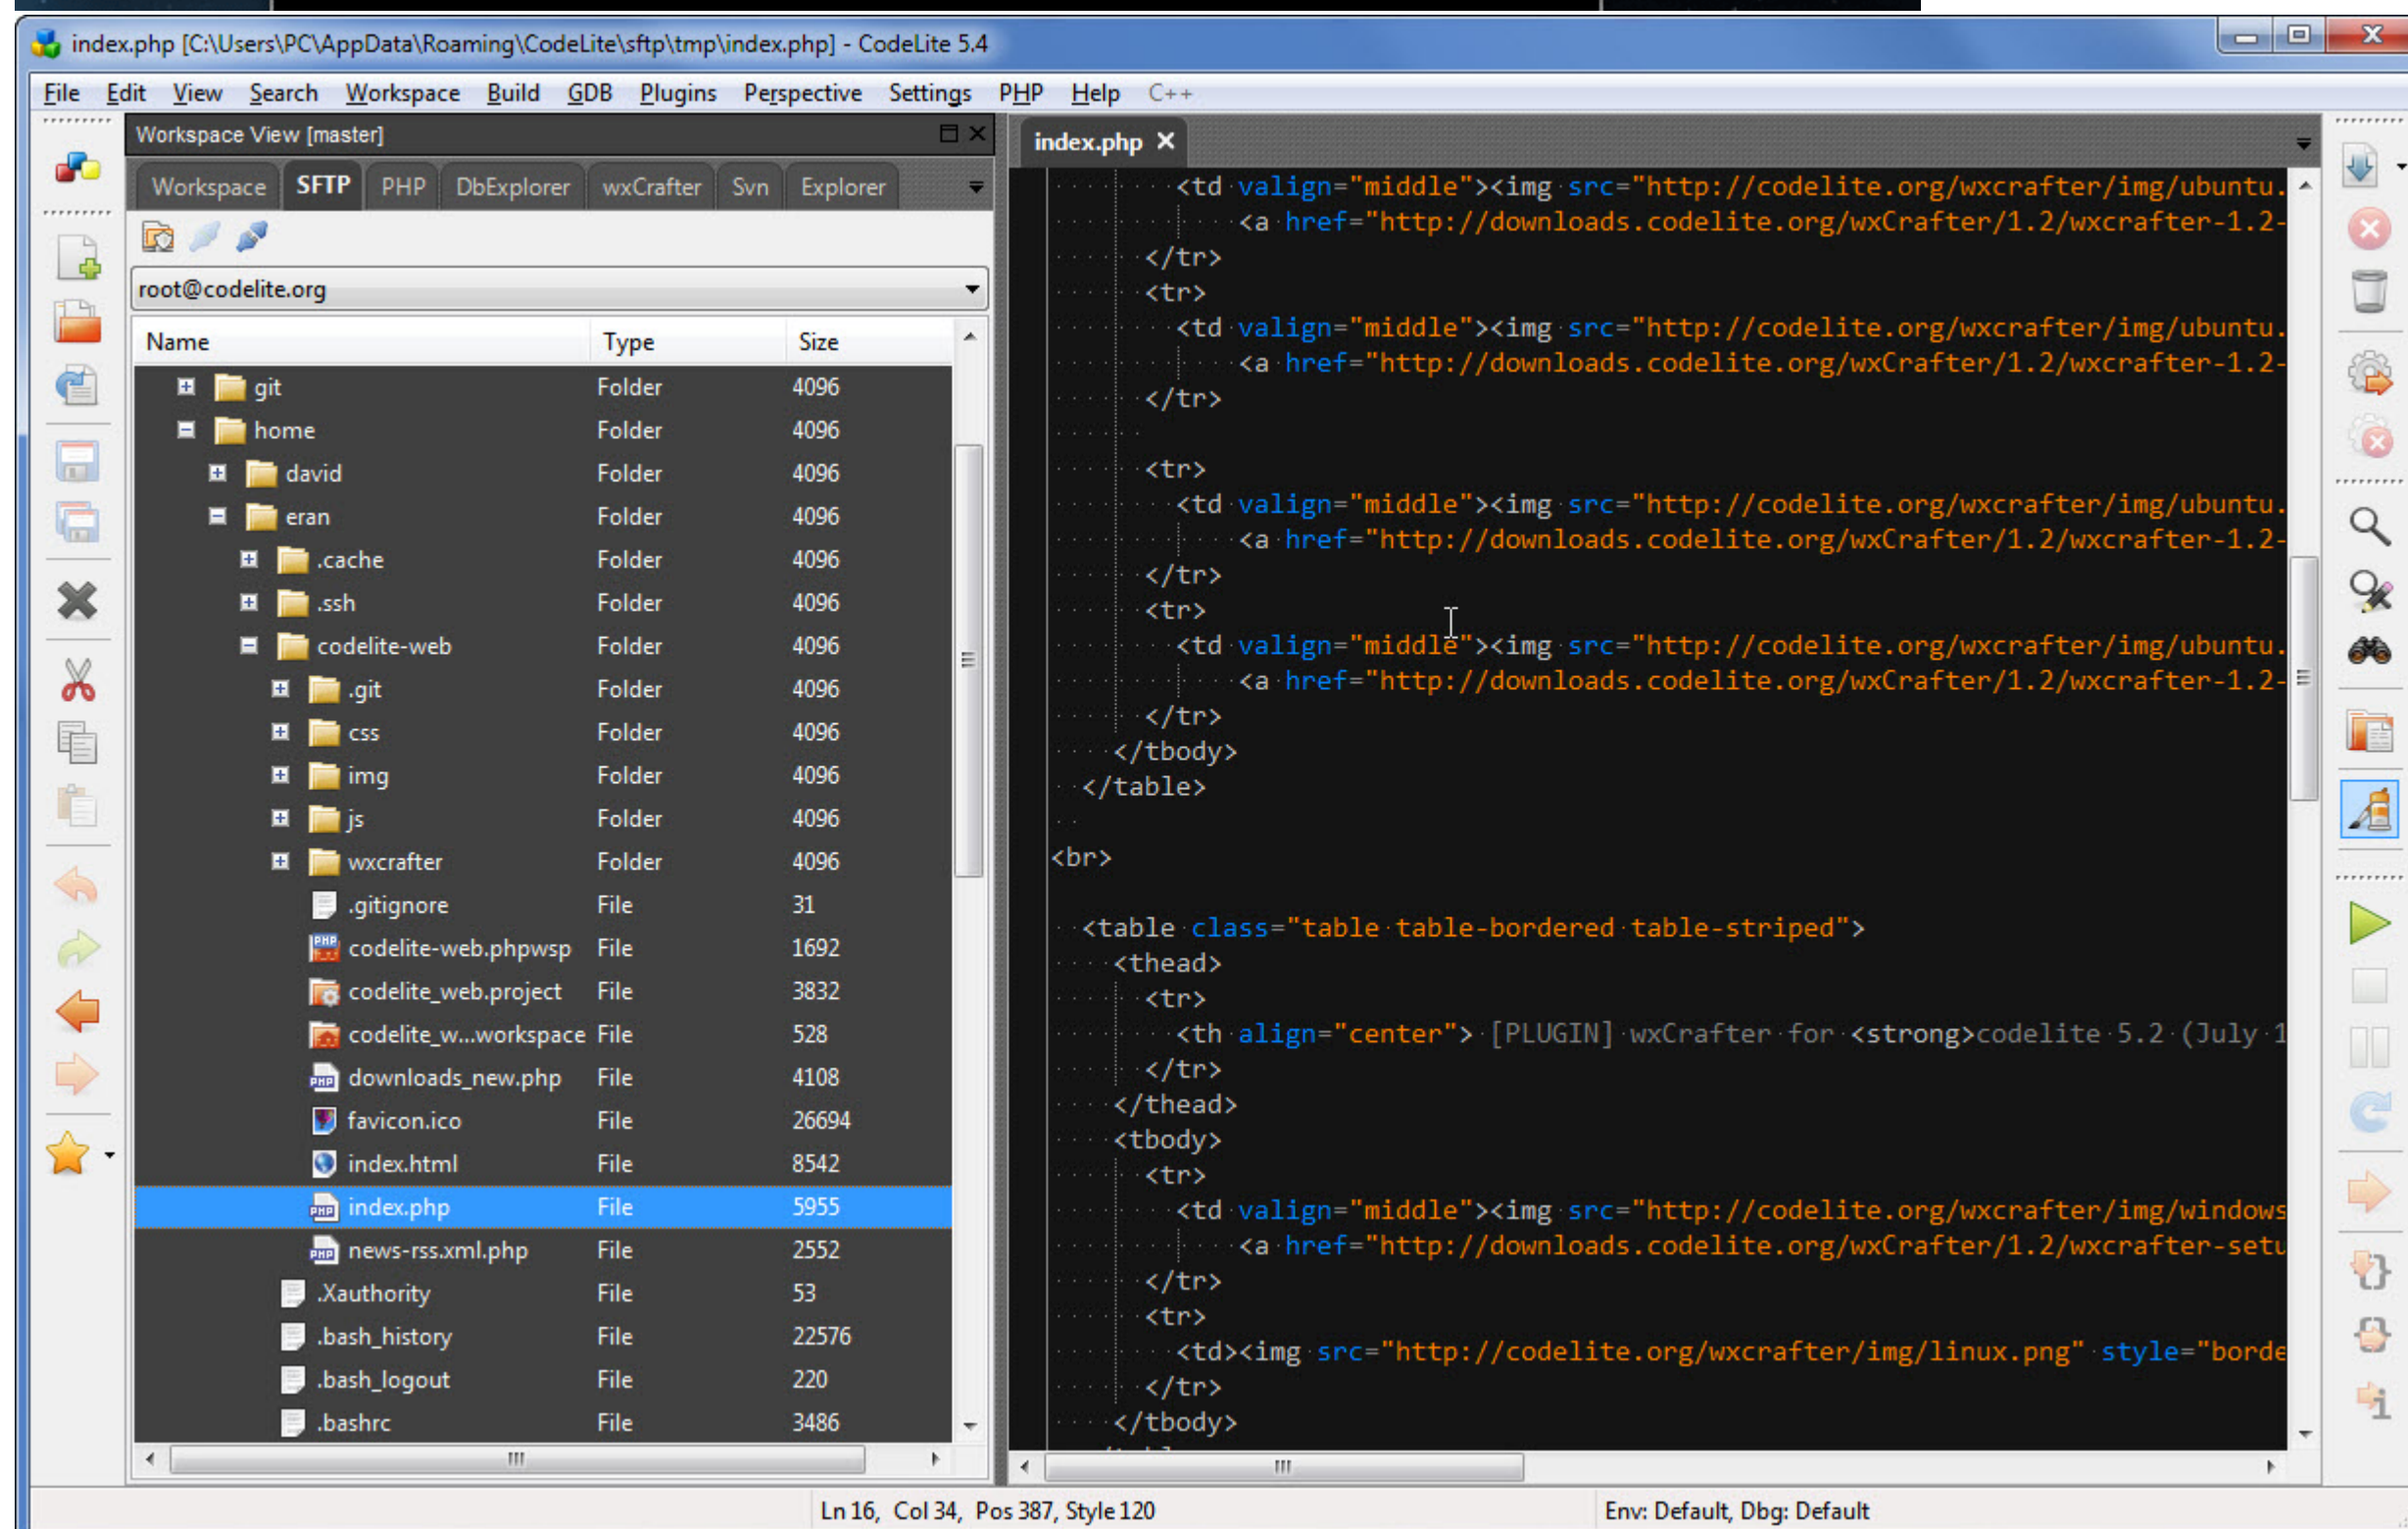 index.php [C:\Users\PC\AppData\Roaming\CodeLite\sftp\tmp\index.php] - CodeLite 5.4
File Edit View Search Workspace Build GDB Plugins Perspective Settings PHP Help C++
Workspace View [master]
Workspace SFTP PHP DbExplorer wxCrafter Svn Explorer
root@codelite.org
Name Type Size
git Folder 4096
home Folder 4096
david Folder 4096
eran Folder 4096
.cache Folder 4096
.ssh Folder 4096
codelite-web Folder 4096
.git Folder 4096
css Folder 4096
img Folder 4096
js Folder 4096
wxcrafter Folder 4096
.gitignore File 31
codelite-web.phpwsp File 1692
codelite_web.project File 3832
codelite_w...workspace File 528
downloads_new.php File 4108
favicon.ico File 26694
index.html File 8542
index.php File 5955
news-rss.xml.php File 2552
.Xauthority File 53
.bash_history File 22576
.bash_logout File 220
.bashrc File 3486
index.php
<td valign="middle"><img src="http://codelite.org/wxcrafter/img/ubuntu.
<a href="http://downloads.codelite.org/wxCrafter/1.2/wxcrafter-1.2-
</tr>
<tr>
<td valign="middle"><img src="http://codelite.org/wxcrafter/img/ubuntu.
<a href="http://downloads.codelite.org/wxCrafter/1.2/wxcrafter-1.2-
</tr>
<tr>
<td valign="middle"><img src="http://codelite.org/wxcrafter/img/ubuntu.
<a href="http://downloads.codelite.org/wxCrafter/1.2/wxcrafter-1.2-
</tr>
<tr>
<td valign="middle"><img src="http://codelite.org/wxcrafter/img/ubuntu.
<a href="http://downloads.codelite.org/wxCrafter/1.2/wxcrafter-1.2-
</tr>
</tbody>
</table>
<br>
<table class="table table-bordered table-striped">
<thead>
<tr>
<th align="center"> [PLUGIN] wxCrafter for <strong>codelite 5.2 (July 1
</tr>
</thead>
<tbody>
<tr>
<td valign="middle"><img src="http://codelite.org/wxcrafter/img/windows
<a href="http://downloads.codelite.org/wxCrafter/1.2/wxcrafter-setu
</tr>
<tr>
<td><img src="http://codelite.org/wxcrafter/img/linux.png" style="borde
</tr>
</tbody>
Ln 16, Col 34, Pos 387, Style 120
Env: Default, Dbg: Default